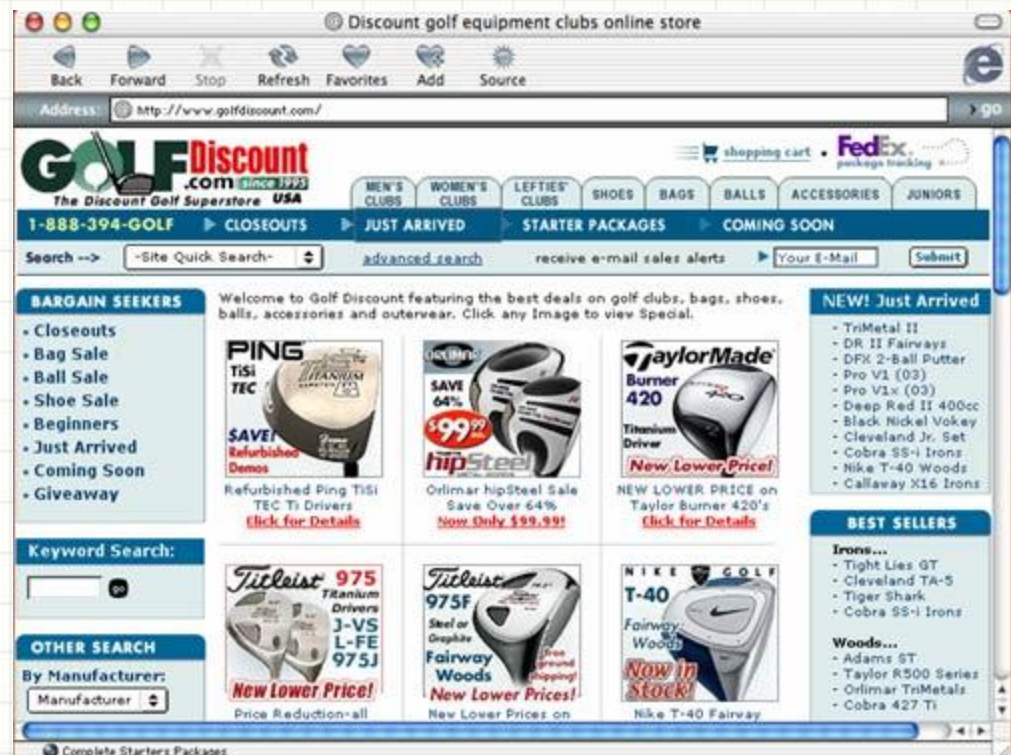 Discount golf equipment clubs online store
Back Forward Stop Refresh Favorites Add Source
Address: http://www.golfdiscount.com/ go
GOLF Discount .com since 1995
The Discount Golf Superstore USA
shopping cart . FedEx. package tracking
MEN'S CLUBS WOMEN'S CLUBS LEFTIES' CLUBS SHOES BAGS BALLS ACCESSORIES JUNIORS
1-888-394-GOLF CLOSEOUTS JUST ARRIVED STARTER PACKAGES COMING SOON
Search --> -Site Quick Search- advanced search receive e-mail sales alerts Your E-Mail Submit
BARGAIN SEEKERS
Closeouts
Bag Sale
Ball Sale
Shoe Sale
Beginners
Just Arrived
Coming Soon
Giveaway
Keyword Search:
go
OTHER SEARCH
By Manufacturer:
Manufacturer
Welcome to Golf Discount featuring the best deals on golf clubs, bags, shoes,
balls, accessories and outerwear. Click any Image to view Special.
PING
TiSi
TEC
SAVE!
Refurbished
Demos
Refurbished Ping TiSi
TEC Ti Drivers
Click for Details
ORLIMAR
SAVE
64%
$99.99
hipSteel
Orlimar hipSteel Sale
Save Over 64%
Now Only $99.99!
TaylorMade
Burner
420
Titanium
Driver
New Lower Price!
NEW LOWER PRICE on
Taylor Burner 420's
Click for Details
Titleist 975
Titanium
Drivers
J-VS
L-FE
975J
New Lower Price!
Price Reduction-all
Titleist
975F
Steel or
Graphite
Fairway
Woods
free
ground
shipping!
New Lower Prices!
New Lower Prices on
NIKE GOLF
T-40
Fairway
Woods
Now in
Stock!
Nike T-40 Fairway
NEW! Just Arrived
- TriMetal II
- DR II Fairways
- DFX 2-Ball Putter
- Pro V1 (03)
- Pro V1x (03)
- Deep Red II 400cc
- Black Nickel Vokey
- Cleveland Jr. Set
- Cobra SS-i Irons
- Nike T-40 Woods
- Callaway X16 Irons
BEST SELLERS
Irons...
- Tight Lies GT
- Cleveland TA-5
- Tiger Shark
- Cobra SS-i Irons
Woods...
- Adams ST
- Taylor R500 Series
- Orlimar TriMetals
- Cobra 427 Ti
Complete Starters Packages